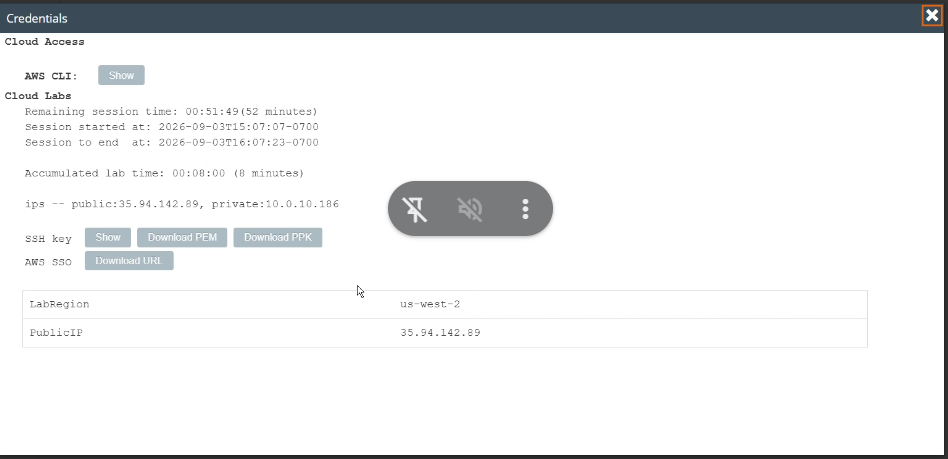 Credentials
Cloud Access
AWS CLI: Show
Cloud Labs
Remaining session time: 00:51:49(52 minutes)
Session started at: 2026-09-03T15:07:07-0700
Session to end  at: 2026-09-03T16:07:23-0700
Accumulated lab time: 00:08:00 (8 minutes)
ips -- public:35.94.142.89, private:10.0.10.186
SSH key Show Download PEM Download PPK
AWS SSO Download URL
LabRegion us-west-2
PublicIP 35.94.142.89